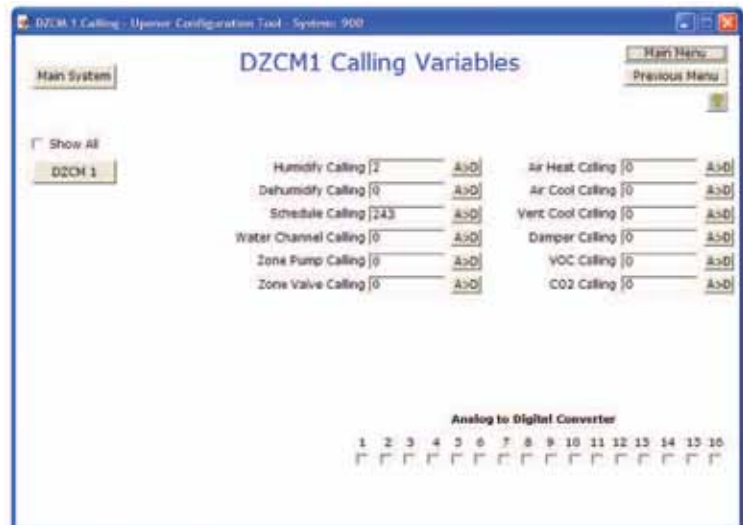 DZCM 1 Calling - Uponor Configuration Tool - System: 900
DZCM1 Calling Variables
Main System
Main Menu
Previous Menu
?
Show All
DZCM 1
Humidify Calling 2 A>D
Dehumidify Calling 0 A>D
Schedule Calling 243 A>D
Water Channel Calling 0 A>D
Zone Pump Calling 0 A>D
Zone Valve Calling 0 A>D
Air Heat Calling 0 A>D
Air Cool Calling 0 A>D
Vent Cool Calling 0 A>D
Damper Calling 0 A>D
VOC Calling 0 A>D
CO2 Calling 0 A>D
Analog to Digital Converter
1 2 3 4 5 6 7 8 9 10 11 12 13 14 15 16